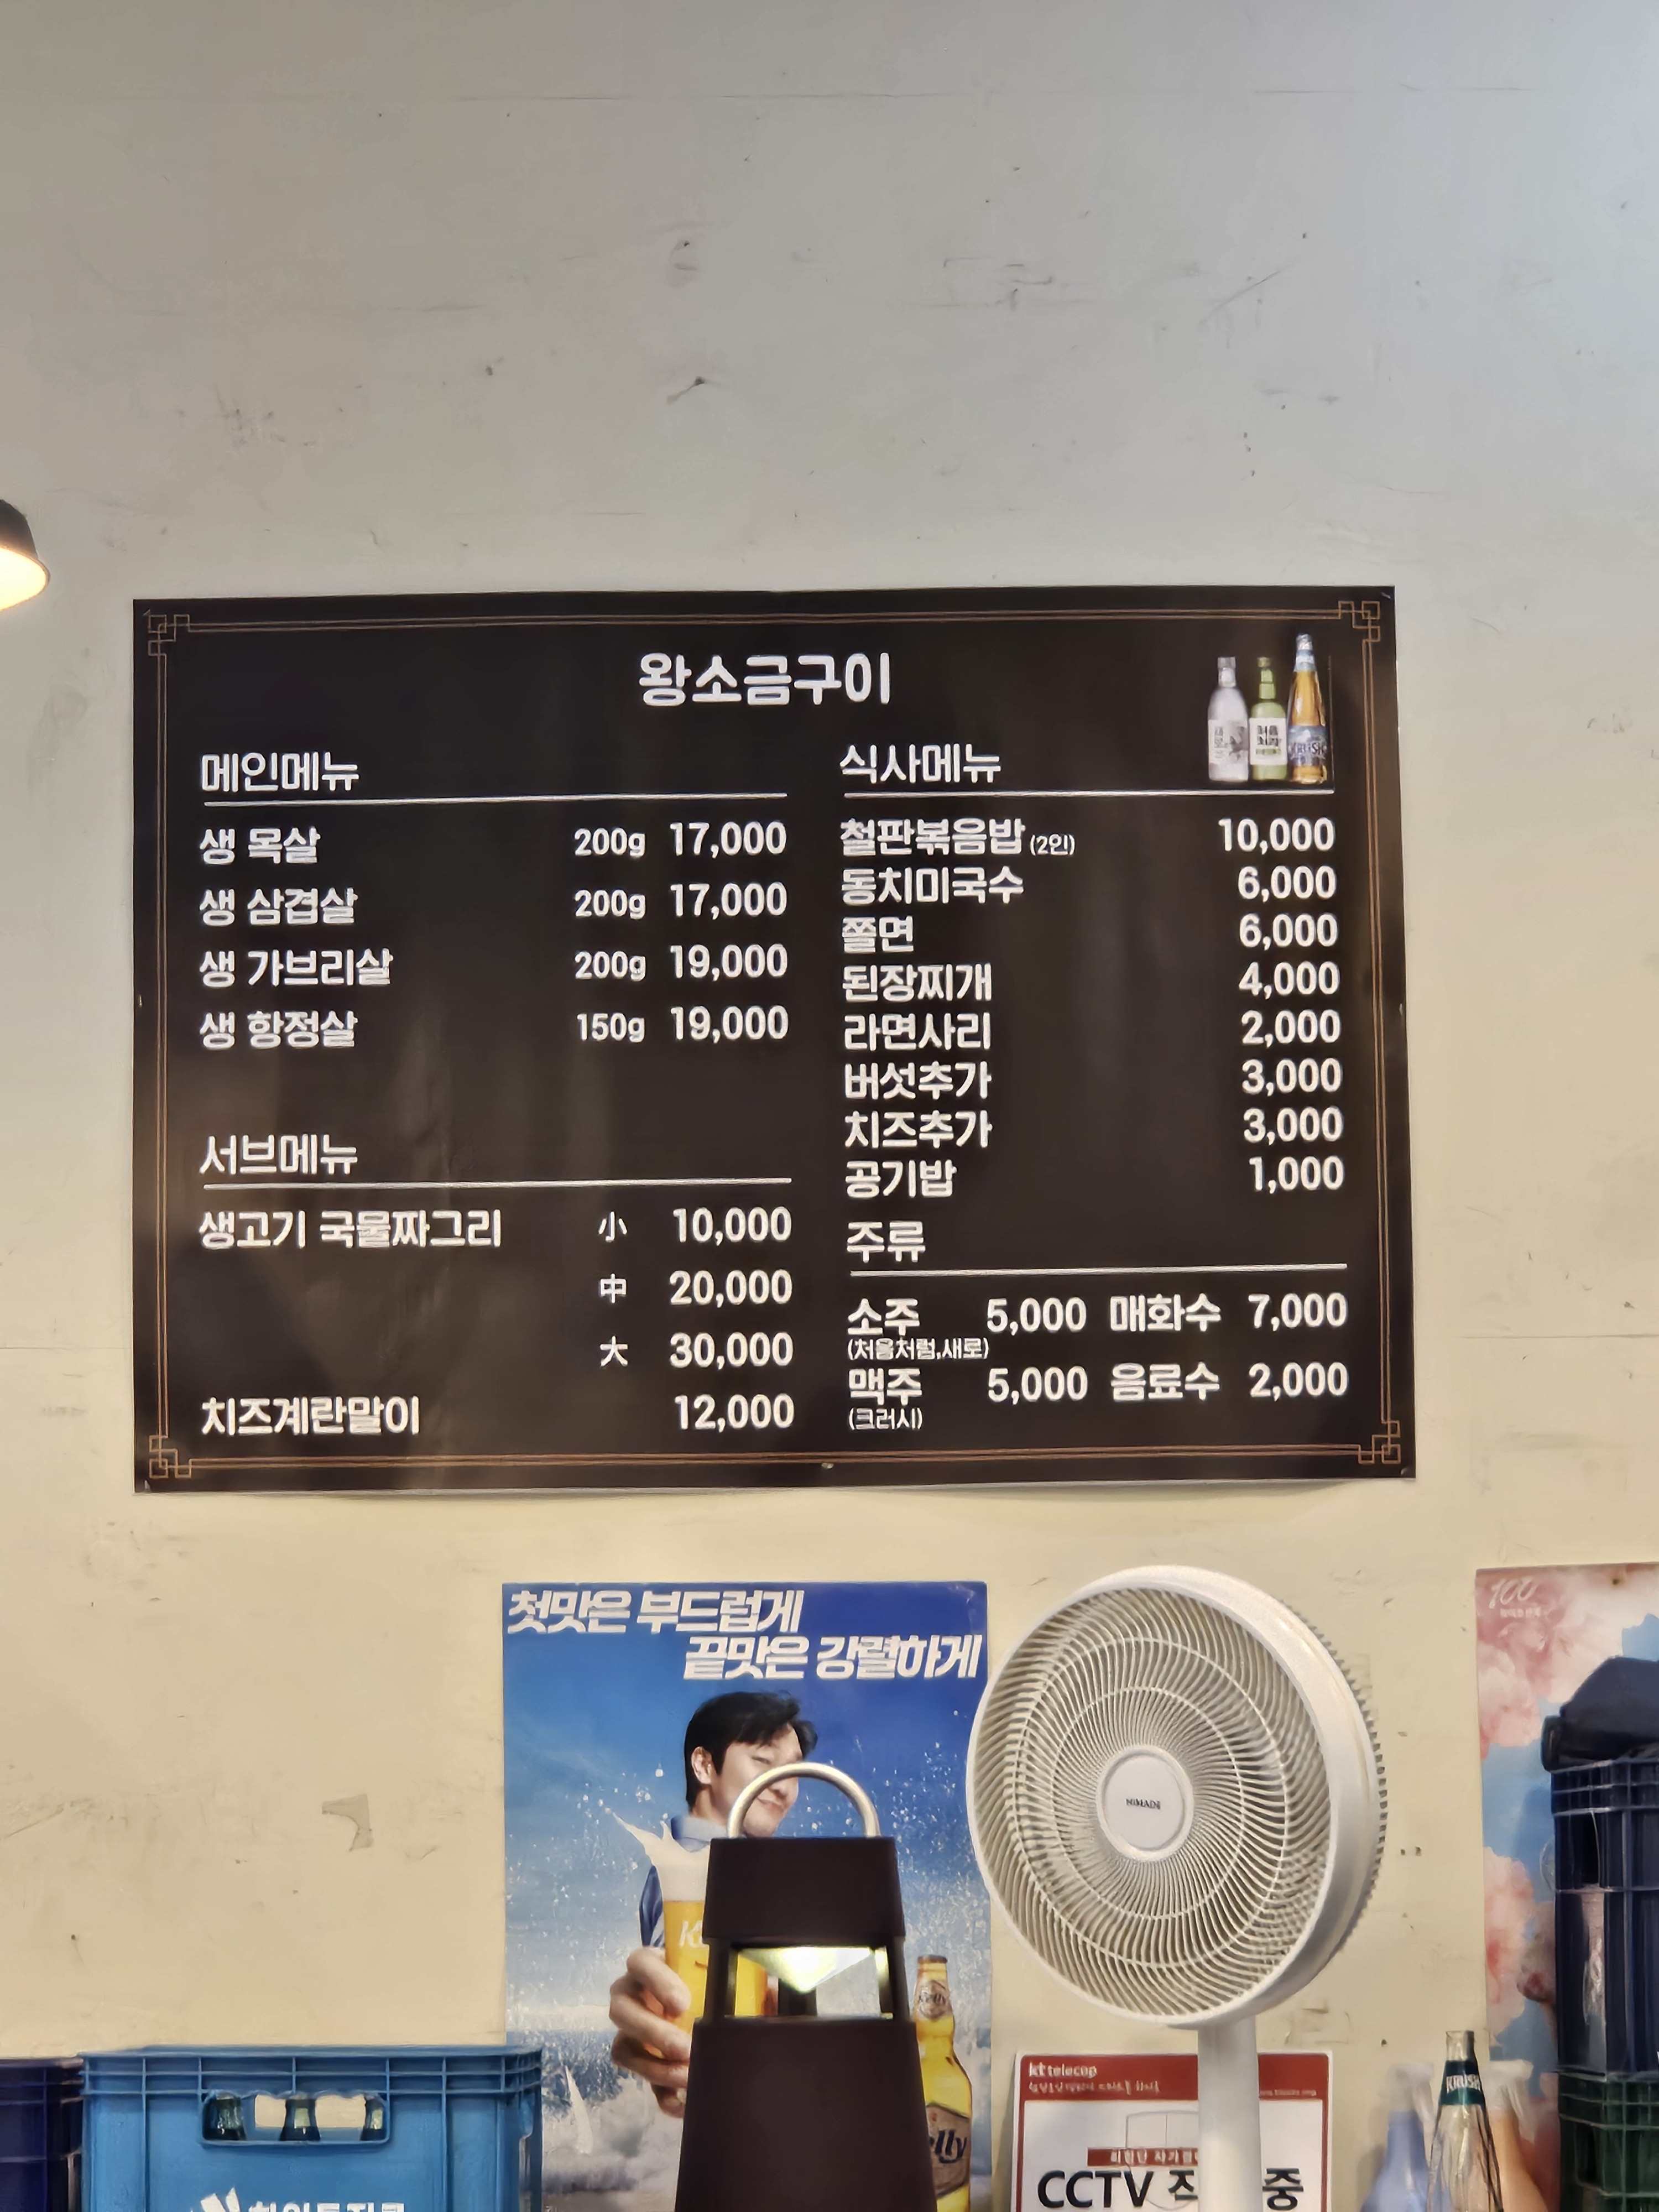 왕소금구이
메인메뉴
생 목살 200g 17,000
생 삼겹살 200g 17,000
생 가브리살 200g 19,000
생 항정살 150g 19,000
서브메뉴
생고기 국물짜그리 小 10,000
中 20,000
大 30,000
치즈계란말이 12,000
식사메뉴
철판볶음밥 (2인) 10,000
동치미국수 6,000
쫄면 6,000
된장찌개 4,000
라면사리 2,000
버섯추가 3,000
치즈추가 3,000
공기밥 1,000
주류
소주 5,000 매화수 7,000
(처음처럼,새로)
맥주 5,000 음료수 2,000
(크러시)
첫맛은 부드럽게
끝맛은 강렬하게
Kelly
kt telecop
CCTV 중
KRUSH
100